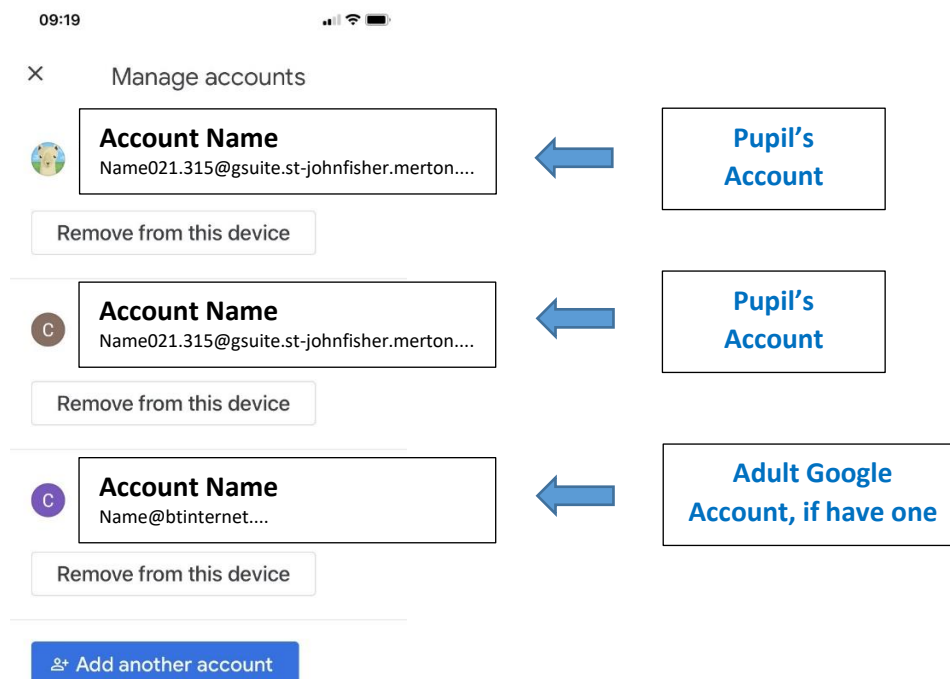 09:19
× Manage accounts
Account Name
Name021.315@gsuite.st-johnfisher.merton....
Pupil’s
Account
Remove from this device
C
Account Name
Name021.315@gsuite.st-johnfisher.merton....
Pupil’s
Account
Remove from this device
C
Account Name
Name@btinternet....
Adult Google
Account, if have one
Remove from this device
Add another account